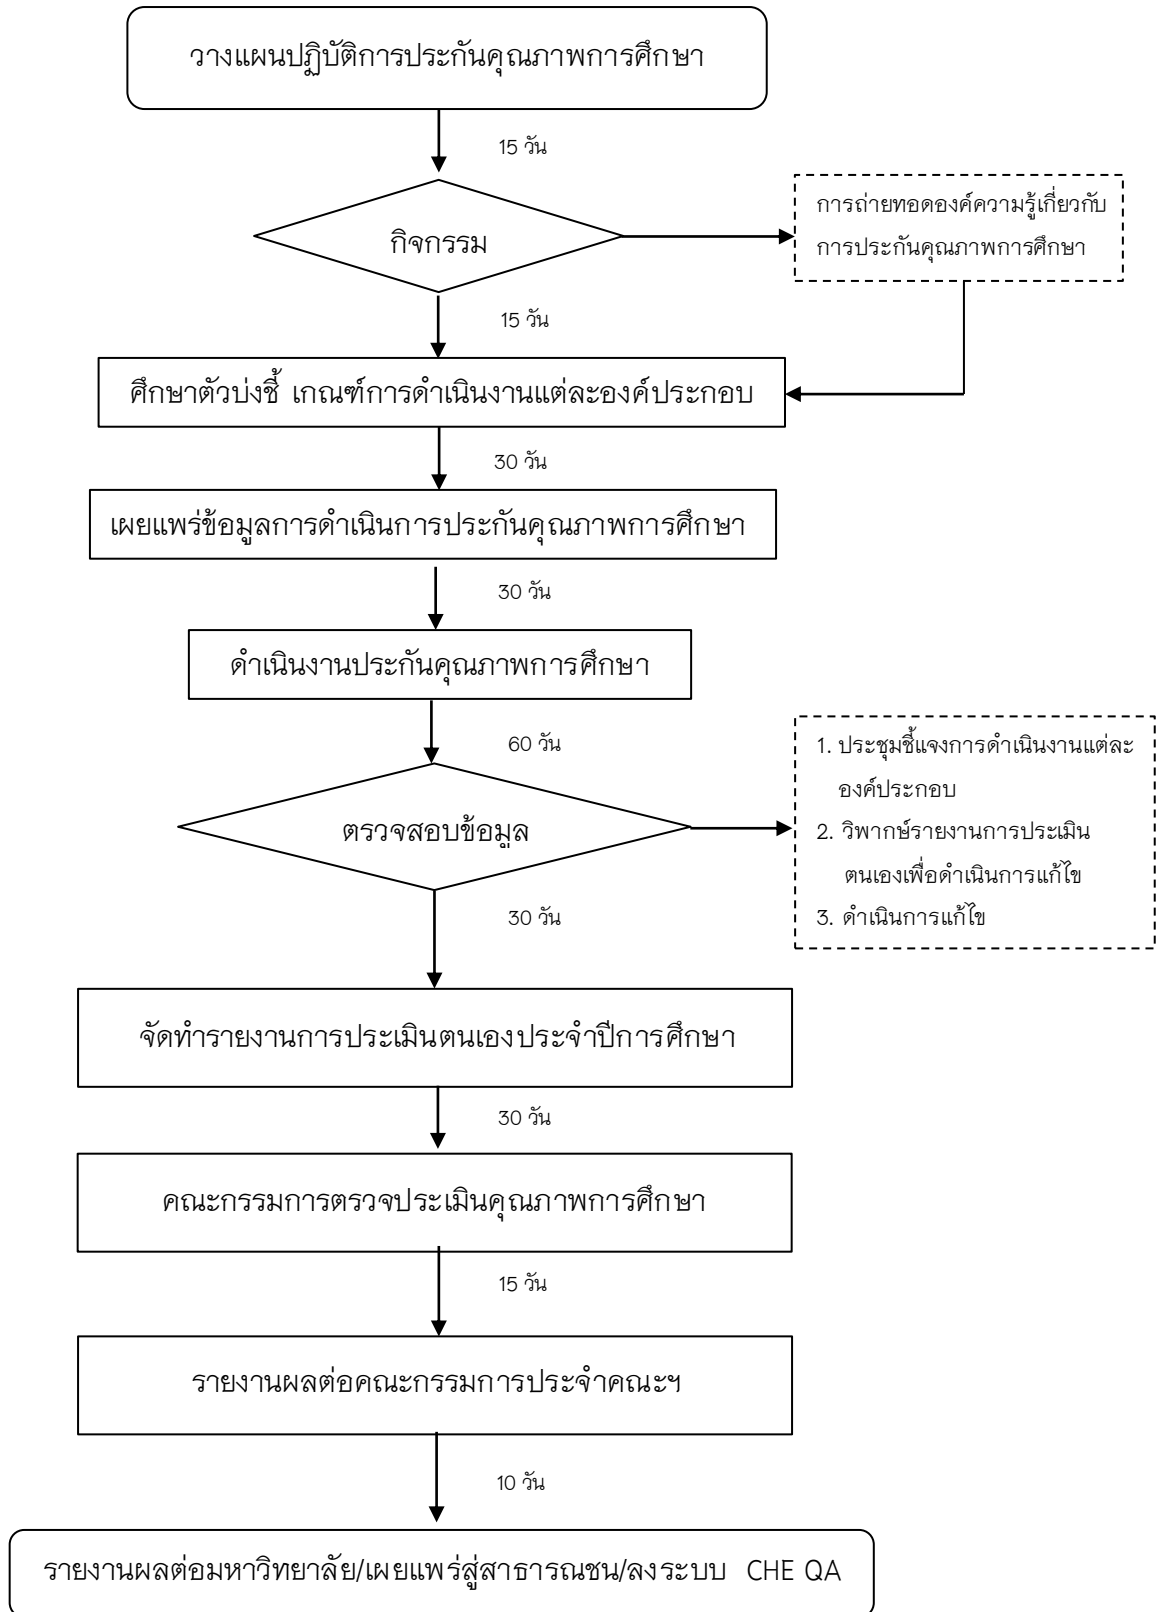 วางแผนปฏิบัติการประกันคุณภาพการศึกษา
15 วัน
กิจกรรม
การถ่ายทอดองค์ความรู้เกี่ยวกับ
การประกันคุณภาพการศึกษา
15 วัน
ศึกษาตัวบ่งชี้ เกณฑ์การดำเนินงานแต่ละองค์ประกอบ
30 วัน
เผยแพร่ข้อมูลการดำเนินการประกันคุณภาพการศึกษา
30 วัน
ดำเนินงานประกันคุณภาพการศึกษา
60 วัน
ตรวจสอบข้อมูล
1. ประชุมชี้แจงการดำเนินงานแต่ละ
องค์ประกอบ
2. วิพากษ์รายงานการประเมิน
ตนเองเพื่อดำเนินการแก้ไข
3. ดำเนินการแก้ไข
30 วัน
จัดทำรายงานการประเมินตนเองประจำปีการศึกษา
30 วัน
คณะกรรมการตรวจประเมินคุณภาพการศึกษา
15 วัน
รายงานผลต่อคณะกรรมการประจำคณะฯ
10 วัน
รายงานผลต่อมหาวิทยาลัย/เผยแพร่สู่สาธารณชน/ลงระบบ CHE QA